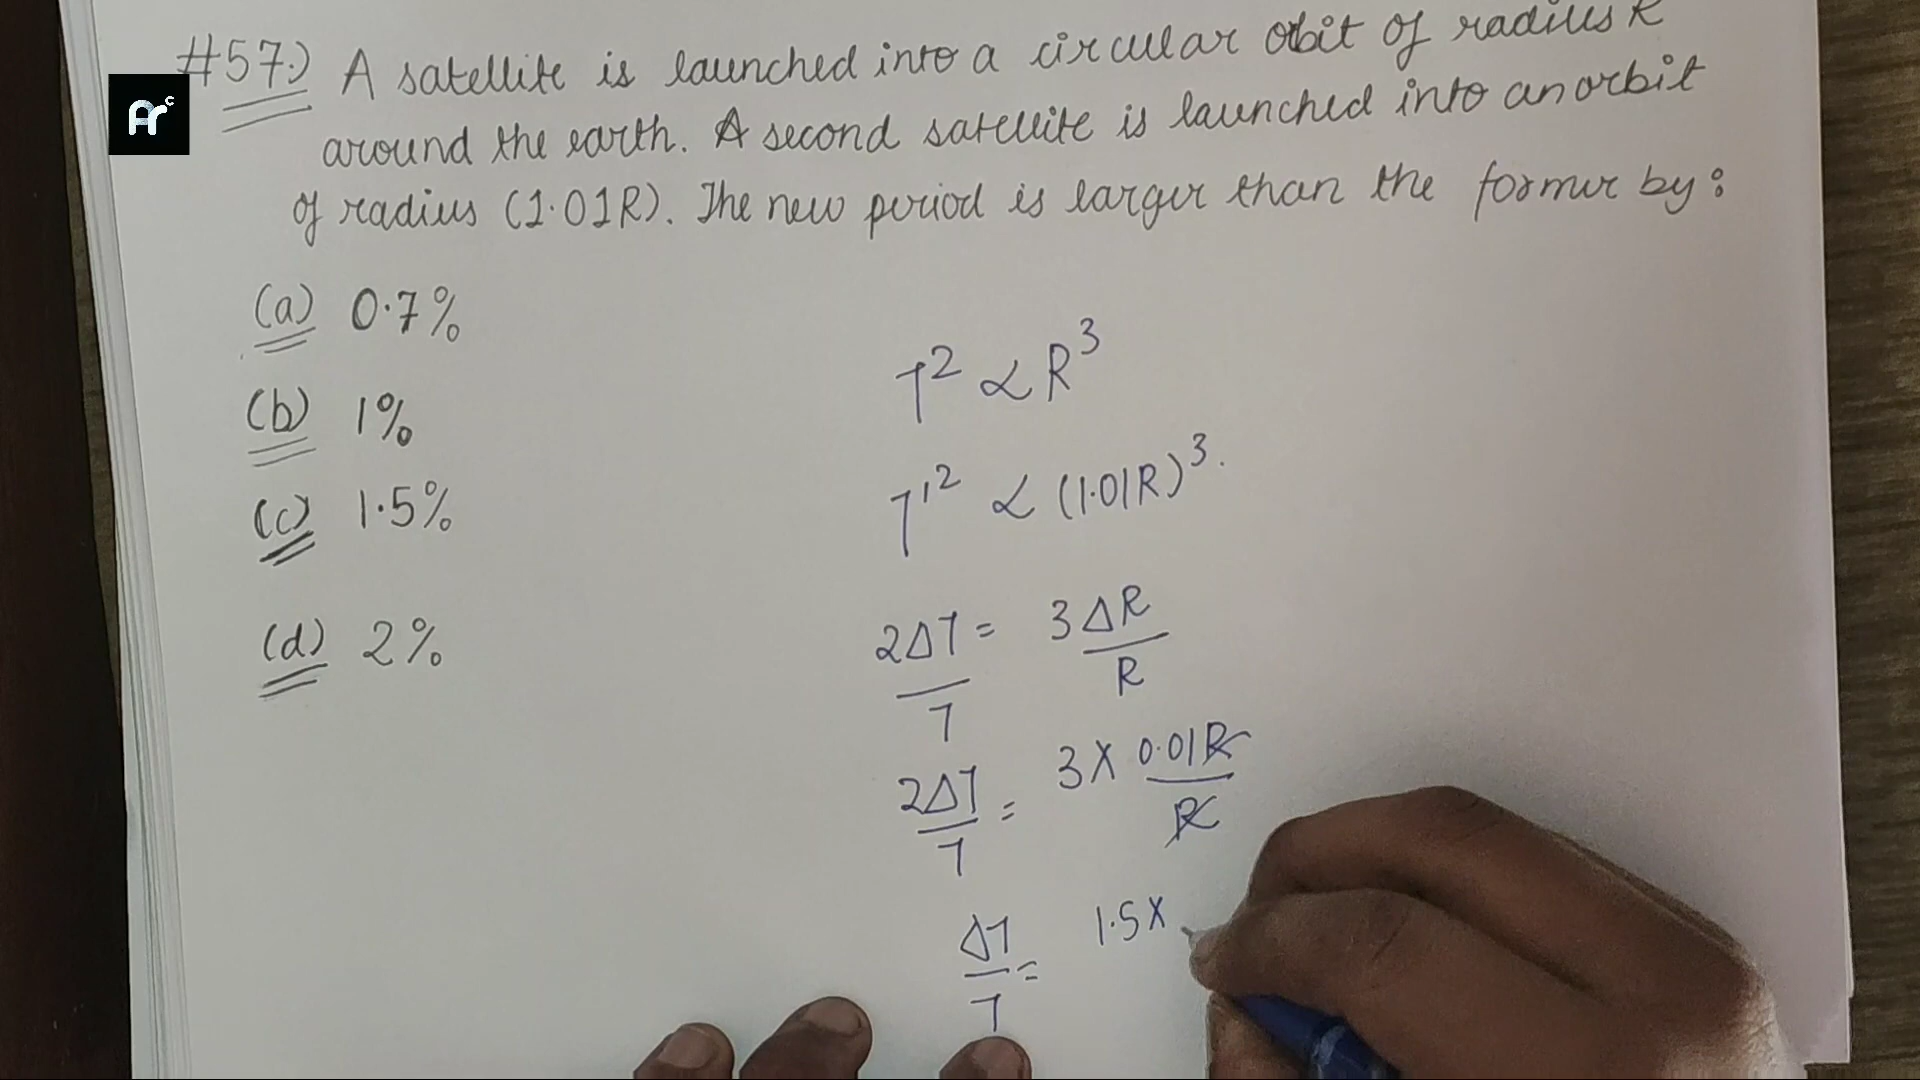 #57.) A satellite is launched into a circular orbit of radius R
around the earth. A second satellite is launched into an orbit
of radius (1.01R). The new period is larger than the former by:
(a) 0.7%
(b) 1%
(c) 1.5%
(d) 2%
T² ∝ R³
T'² ∝ (1.01R)³.
2ΔT/T = 3ΔR/R
2ΔT/T = 3 × 0.01R/R
ΔT/T = 1.5 ×
Ar c